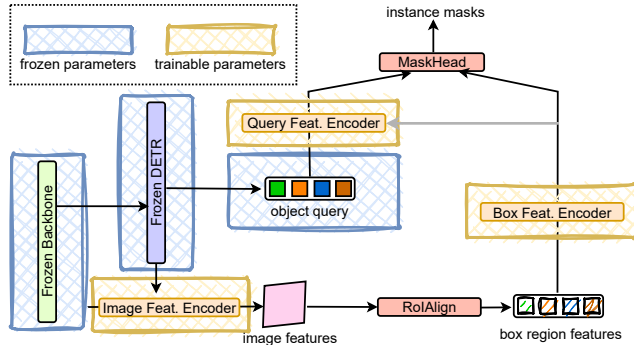 instance masks
MaskHead
frozen parameters
trainable parameters
Query Feat. Encoder
Frozen DETR
Frozen Backbone
object query
Box Feat. Encoder
Image Feat. Encoder
RoIAlign
image features
box region features